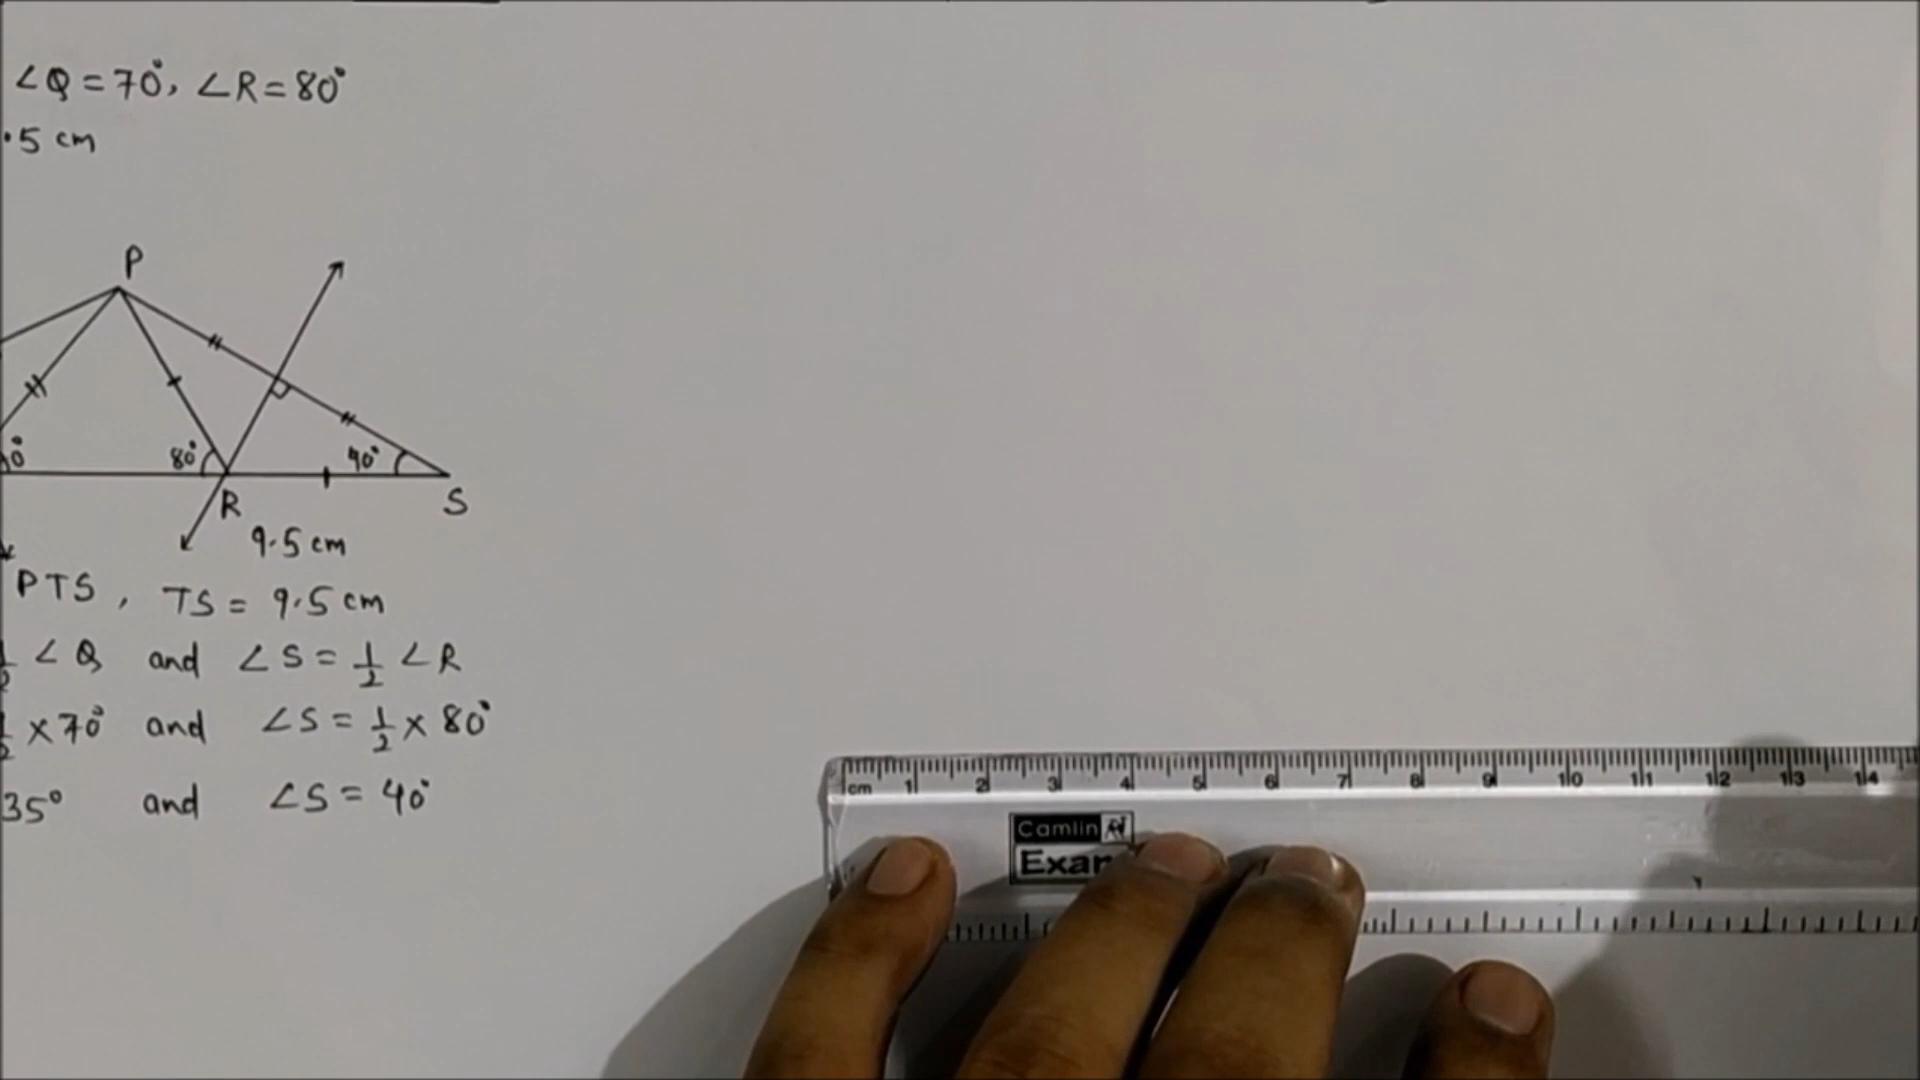 ∠Q = 70°, ∠R = 80°
.5 cm
P
80°
40°
R
S
9.5 cm
PTS, TS = 9.5 cm
∠Q and ∠S = 1/2 ∠R
× 70° and ∠S = 1/2 × 80°
35° and ∠S = 40°
cm 1 2 3 4 5 6 7 8 9 10 11 12 13 14
Camlin
Exa